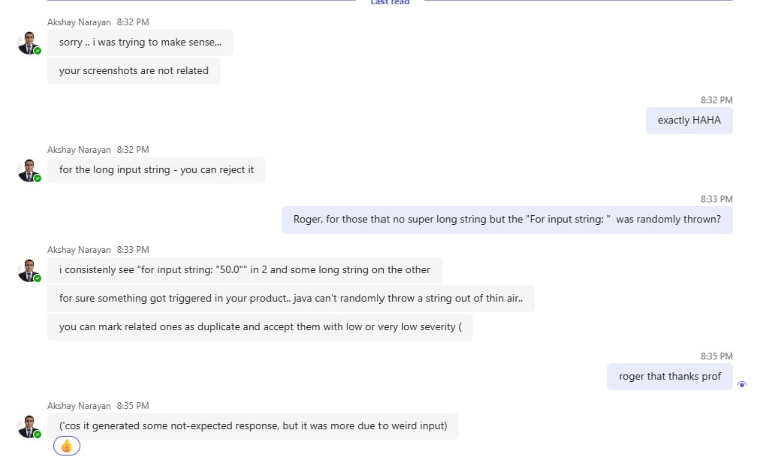 Last read
Akshay Narayan 8:32 PM
sorry .. i was trying to make sense...
your screenshots are not related
8:32 PM
exactly HAHA
Akshay Narayan 8:32 PM
for the long input string - you can reject it
8:33 PM
Roger, for those that no super long string but the "For input string: " was randomly thrown?
Akshay Narayan 8:33 PM
i consistenly see "for input string: "50.0"" in 2 and some long string on the other
for sure something got triggered in your product.. java can't randomly throw a string out of thin air..
you can mark related ones as duplicate and accept them with low or very low severity (
8:35 PM
roger that thanks prof
Akshay Narayan 8:35 PM
('cos it generated some not-expected response, but it was more due to weird input)